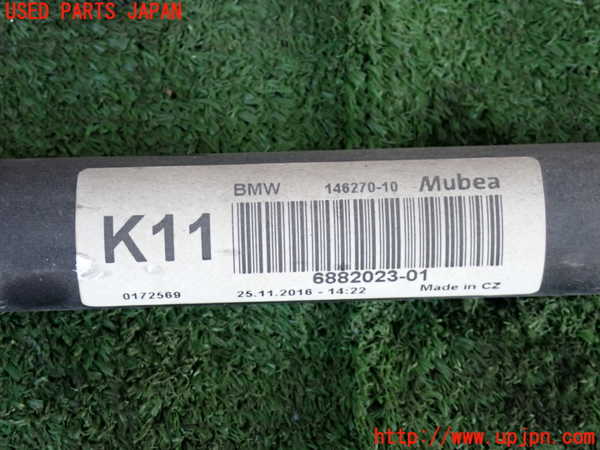 USED PARTS JAPAN
BMW 146270-10 Mubea
K11
6882023-01
0172569 25.11.2016 - 14:22 Made in CZ
http://www.upjpn.com/